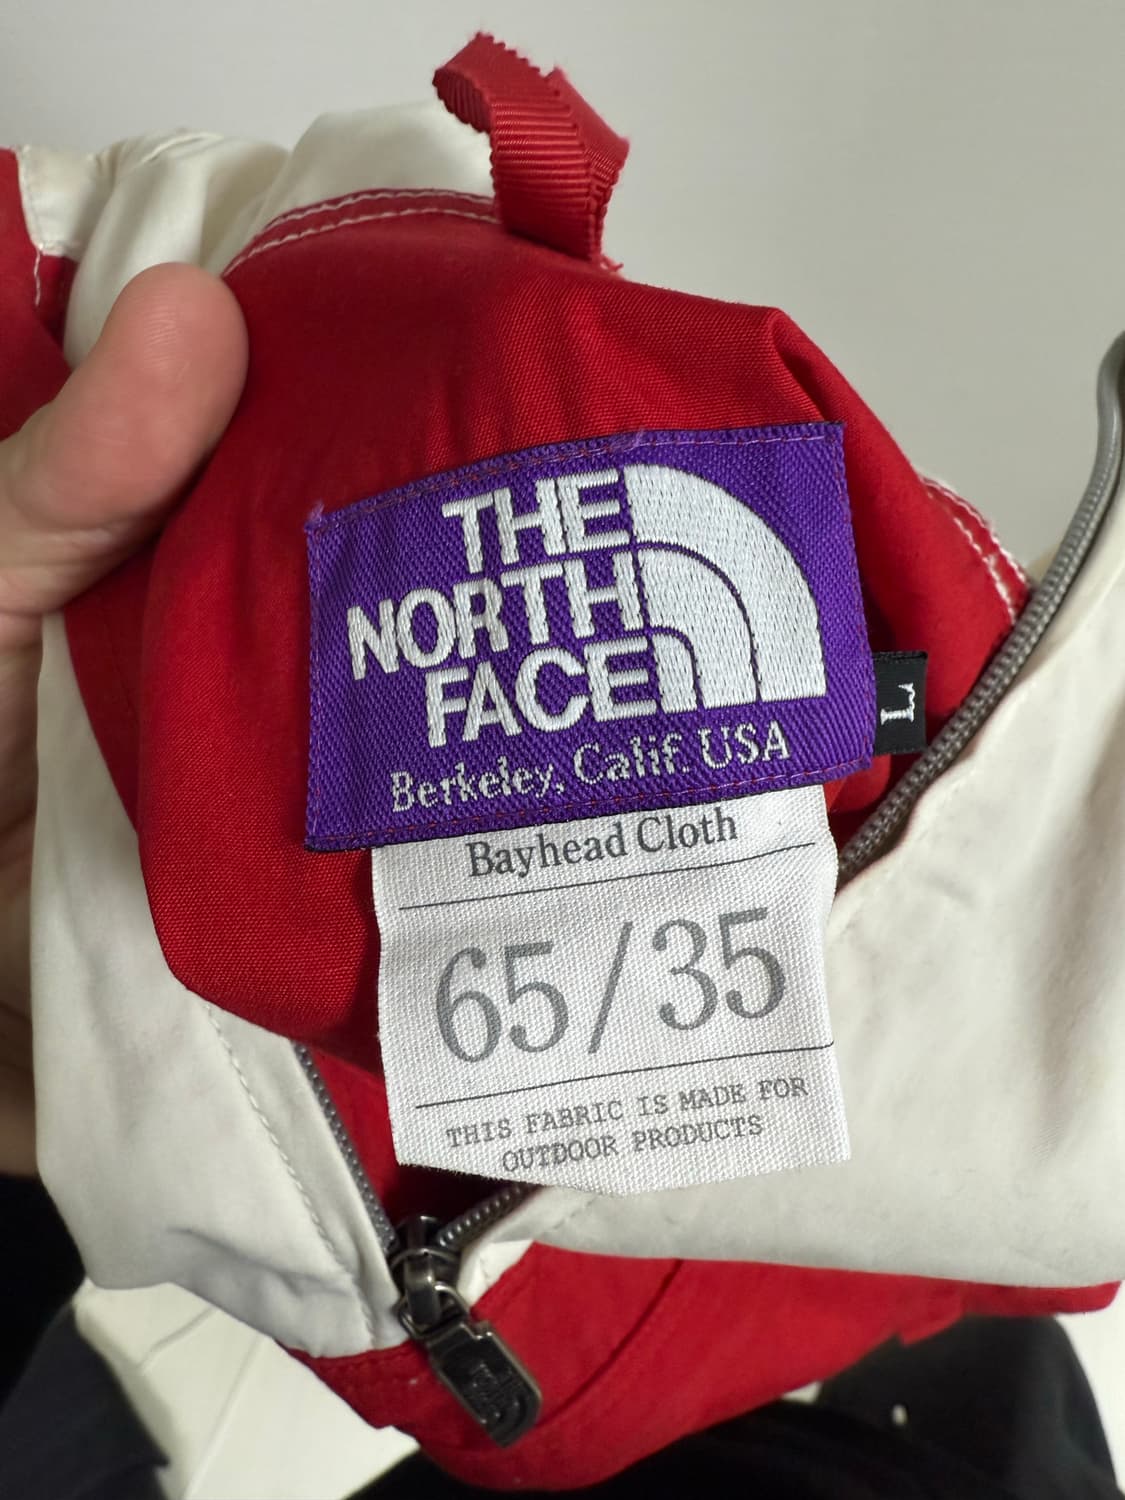 THE
NORTH
FACE
Berkeley, Calif. USA
L
Bayhead Cloth
65/35
THIS FABRIC IS MADE FOR
OUTDOOR PRODUCTS